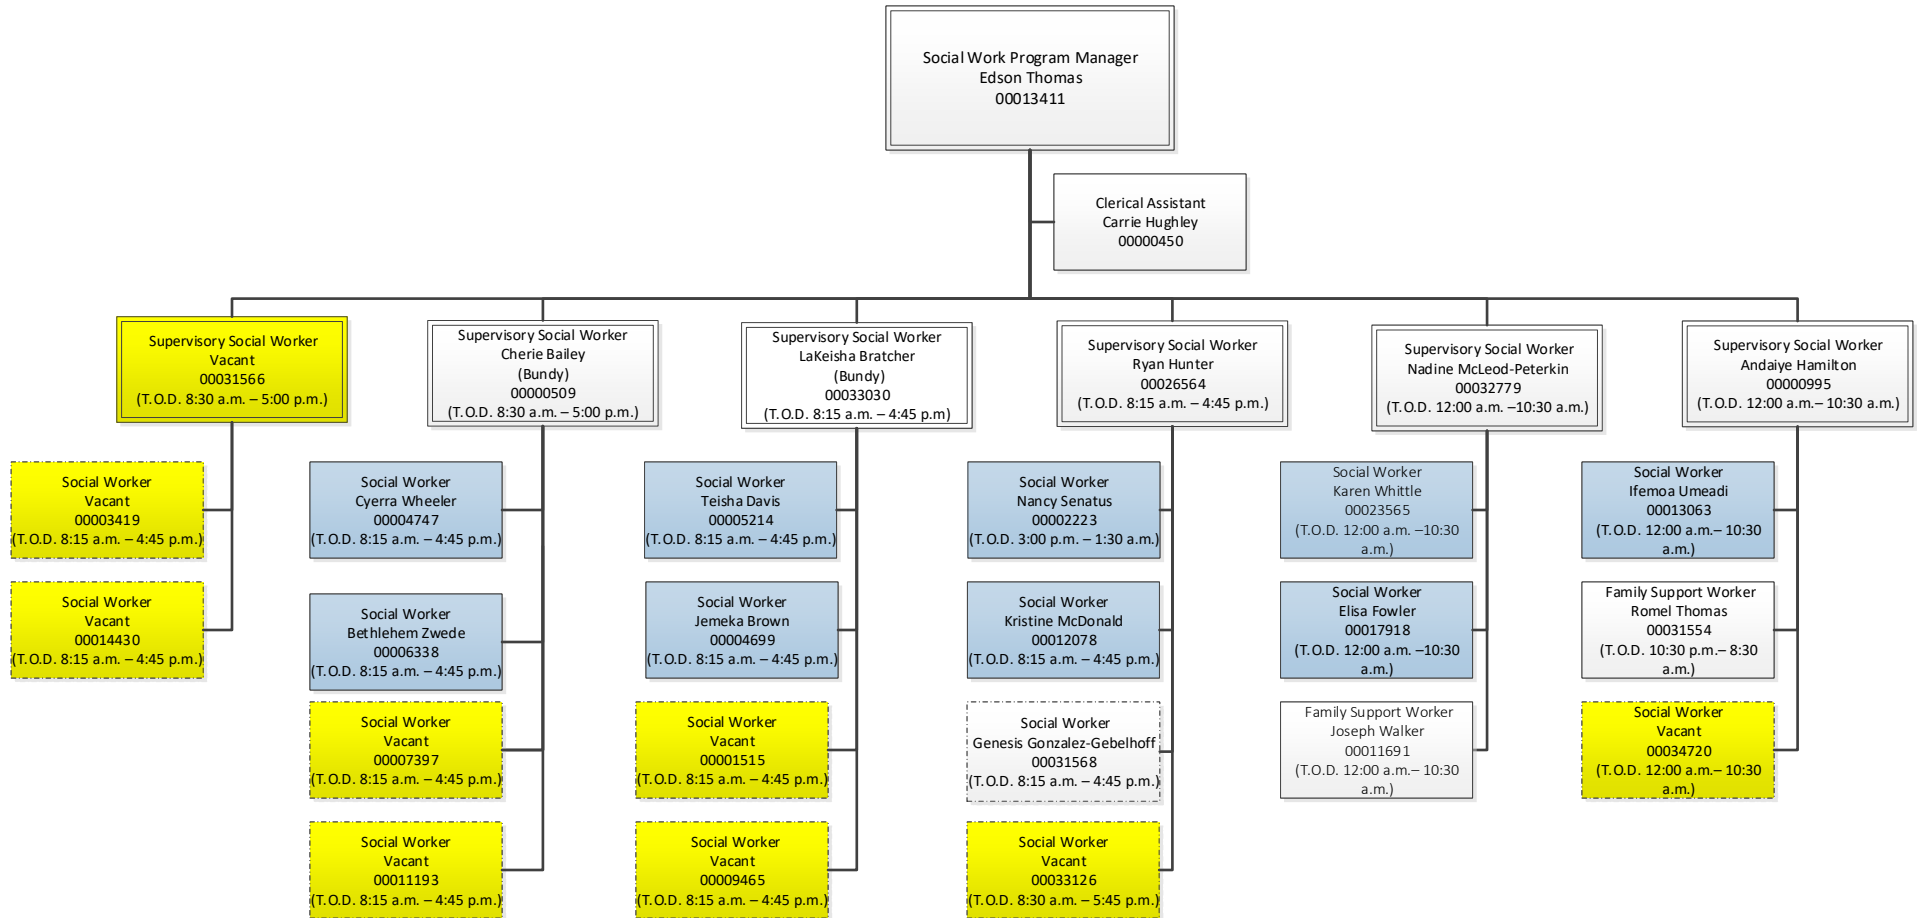 Social Work Program Manager
Edson Thomas
00013411
Clerical Assistant
Carrie Hughley
00000450
Supervisory Social Worker
Vacant
00031566
(T.O.D. 8:30 a.m. – 5:00 p.m.)
Supervisory Social Worker
Cherie Bailey
(Bundy)
00000509
(T.O.D. 8:30 a.m. – 5:00 p.m.)
Supervisory Social Worker
LaKeisha Bratcher
(Bundy)
00033030
(T.O.D. 8:15 a.m. – 4:45 p.m)
Supervisory Social Worker
Ryan Hunter
00026564
(T.O.D. 8:15 a.m. – 4:45 p.m.)
Supervisory Social Worker
Nadine McLeod-Peterkin
00032779
(T.O.D. 12:00 a.m. –10:30 a.m.)
Supervisory Social Worker
Andaiye Hamilton
00000995
(T.O.D. 12:00 a.m. – 10:30 a.m.)
Social Worker
Vacant
00003419
(T.O.D. 8:15 a.m. – 4:45 p.m.)
Social Worker
Vacant
00014430
(T.O.D. 8:15 a.m. – 4:45 p.m.)
Social Worker
Cyerra Wheeler
00004747
(T.O.D. 8:15 a.m. – 4:45 p.m.)
Social Worker
Bethlehem Zwede
00006338
(T.O.D. 8:15 a.m. – 4:45 p.m.)
Social Worker
Vacant
00007397
(T.O.D. 8:15 a.m. – 4:45 p.m.)
Social Worker
Vacant
00011193
(T.O.D. 8:15 a.m. – 4:45 p.m.)
Social Worker
Teisha Davis
00005214
(T.O.D. 8:15 a.m. – 4:45 p.m.)
Social Worker
Jemeka Brown
00004699
(T.O.D. 8:15 a.m. – 4:45 p.m.)
Social Worker
Vacant
00001515
(T.O.D. 8:15 a.m. – 4:45 p.m.)
Social Worker
Vacant
00009465
(T.O.D. 8:15 a.m. – 4:45 p.m.)
Social Worker
Nancy Senatus
00002223
(T.O.D. 3:00 p.m. – 1:30 a.m.)
Social Worker
Kristine McDonald
00012078
(T.O.D. 8:15 a.m. – 4:45 p.m.)
Social Worker
Genesis Gonzalez-Gebelhoff
00031568
(T.O.D. 8:15 a.m. – 4:45 p.m.)
Social Worker
Vacant
00033126
(T.O.D. 8:30 a.m. – 5:45 p.m.)
Social Worker
Karen Whittle
00023565
(T.O.D. 12:00 a.m. –10:30
a.m.)
Social Worker
Elisa Fowler
00017918
(T.O.D. 12:00 a.m. –10:30
a.m.)
Family Support Worker
Joseph Walker
00011691
(T.O.D. 12:00 a.m.– 10:30
a.m.)
Social Worker
Ifemoa Umeadi
00013063
(T.O.D. 12:00 a.m. – 10:30
a.m.)
Family Support Worker
Romel Thomas
00031554
(T.O.D. 10:30 p.m.– 8:30
a.m.)
Social Worker
Vacant
00034720
(T.O.D. 12:00 a.m.– 10:30
a.m.)